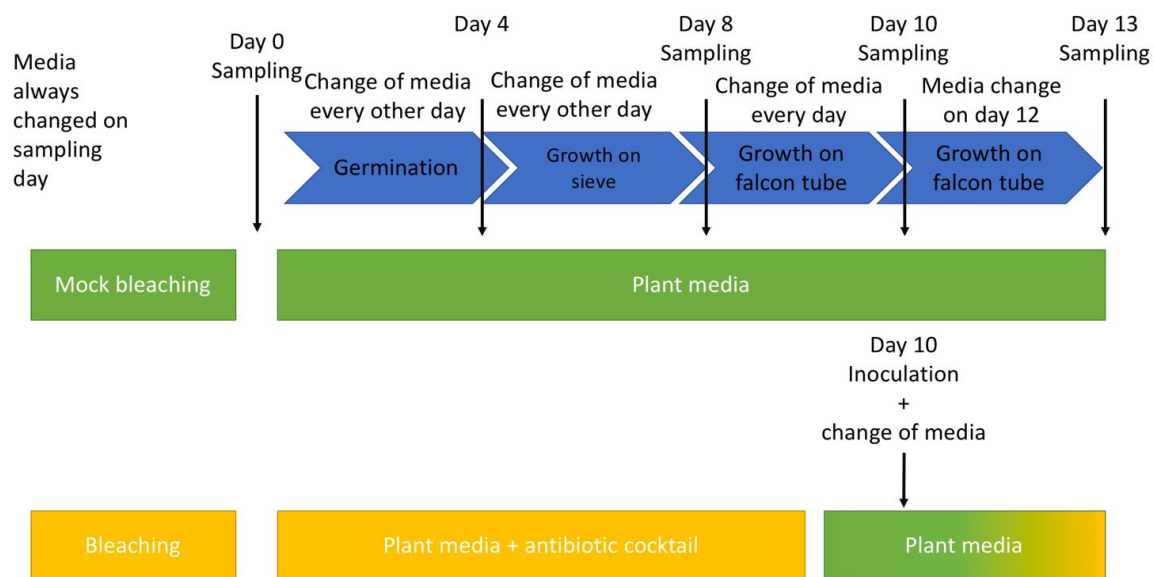 Media
always
changed on
sampling
day
Day 0
Sampling
Day 4
Day 8
Sampling
Day 10
Sampling
Day 13
Sampling
Change of media
every other day
Change of media
every other day
Change of media
every day
Media change
on day 12
Germination
Growth on
sieve
Growth on
falcon tube
Growth on
falcon tube
Mock bleaching
Plant media
Day 10
Inoculation
+
change of media
Bleaching
Plant media + antibiotic cocktail
Plant media